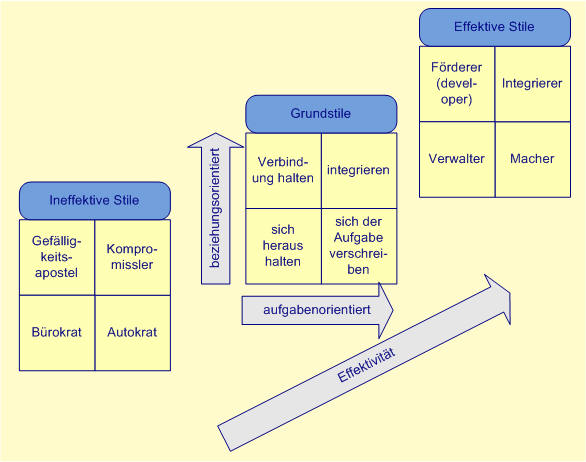 Effektive Stile
Förderer
(devel-
oper)
Integrierer
Verwalter
Macher
Grundstile
Verbind-
ung halten
integrieren
sich
heraus
halten
sich der
Aufgabe
verschrei-
ben
beziehungsorientiert
aufgabenorientiert
Ineffektive Stile
Gefällig-
keits-
apostel
Kompro-
missler
Bürokrat
Autokrat
Effektivität